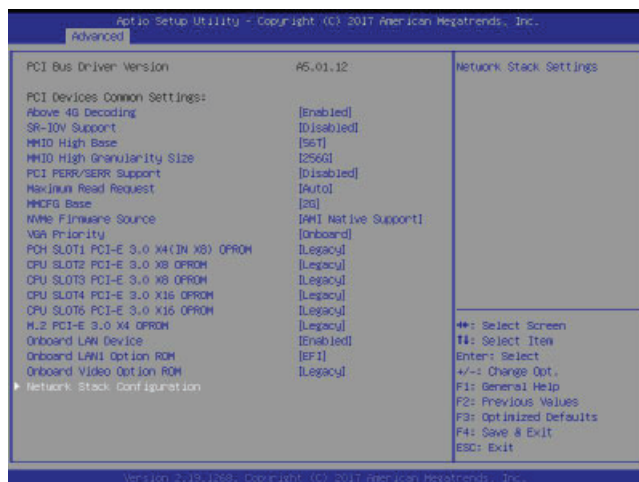 Aptio Setup Utility - Copyright (C) 2017 American Megatrends, Inc.
Advanced
PCI Bus Driver Version A5.01.12
PCI Devices Common Settings:
Above 4G Decoding [Enabled]
SR-IOV Support [Disabled]
MMIO High Base [56T]
MMIO High Granularity Size [256G]
PCI PERR/SERR Support [Disabled]
Maximum Read Request [Auto]
MMCFG Base [2G]
NVMe Firmware Source [AMI Native Support]
VGA Priority [Onboard]
PCH SLOT1 PCI-E 3.0 X4(IN X8) OPROM [Legacy]
CPU SLOT2 PCI-E 3.0 X8 OPROM [Legacy]
CPU SLOT3 PCI-E 3.0 X8 OPROM [Legacy]
CPU SLOT4 PCI-E 3.0 X16 OPROM [Legacy]
CPU SLOT6 PCI-E 3.0 X16 OPROM [Legacy]
M.2 PCI-E 3.0 X4 OPROM [Legacy]
Onboard LAN Device [Enabled]
Onboard LAN1 Option ROM [EFI]
Onboard Video Option ROM [Legacy]
Network Stack Configuration
Network Stack Settings
→←: Select Screen
↑↓: Select Item
Enter: Select
+/-: Change Opt.
F1: General Help
F2: Previous Values
F3: Optimized Defaults
F4: Save & Exit
ESC: Exit
Version 2.19.1268. Copyright (C) 2017 American Megatrends, Inc.